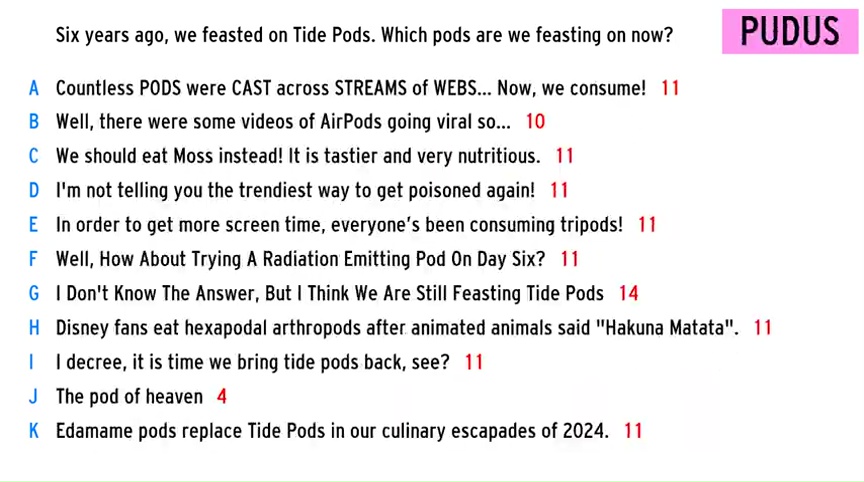 Six years ago, we feasted on Tide Pods. Which pods are we feasting on now?
PUDUS
A Countless PODS were CAST across STREAMS of WEBS... Now, we consume! 11
B Well, there were some videos of AirPods going viral so... 10
C We should eat Moss instead! It is tastier and very nutritious. 11
D I'm not telling you the trendiest way to get poisoned again! 11
E In order to get more screen time, everyone's been consuming tripods! 11
F Well, How About Trying A Radiation Emitting Pod On Day Six? 11
G I Don't Know The Answer, But I Think We Are Still Feasting Tide Pods 14
H Disney fans eat hexapodal arthropods after animated animals said "Hakuna Matata". 11
I I decree, it is time we bring tide pods back, see? 11
J The pod of heaven 4
K Edamame pods replace Tide Pods in our culinary escapades of 2024. 11